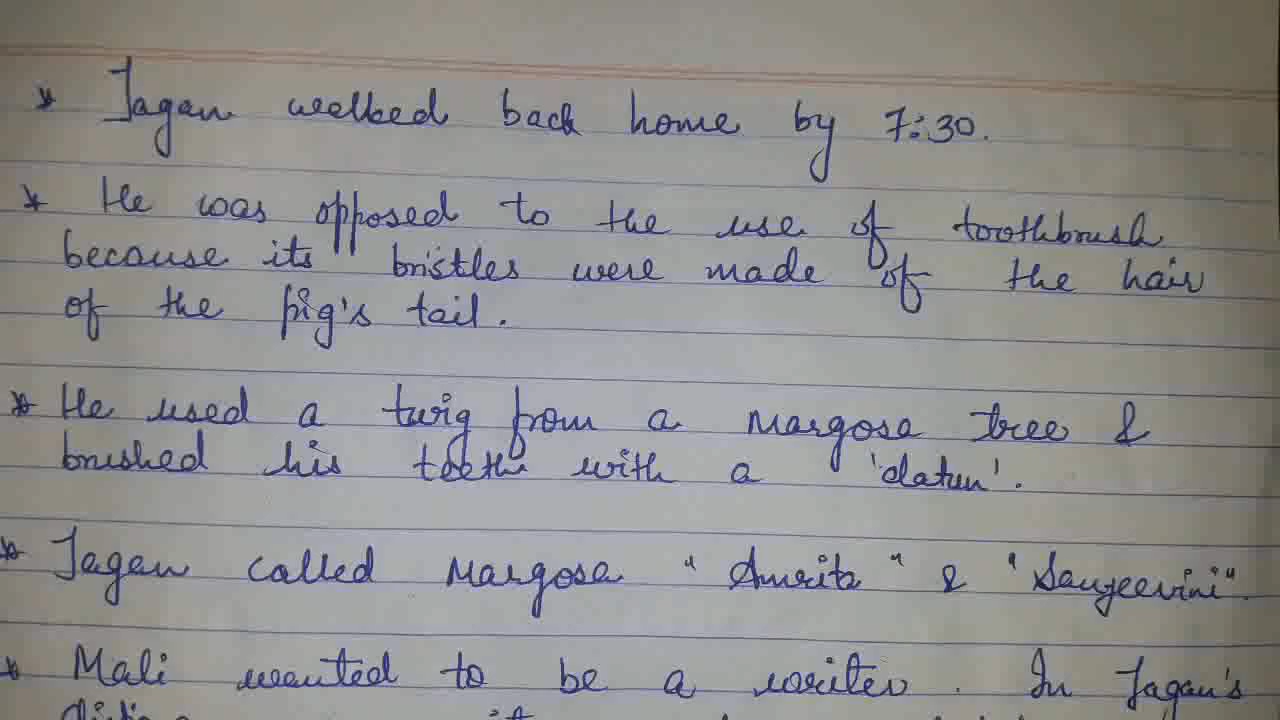 * Jagan walked back home by 7:30.
* He was opposed to the use of toothbrush
because its bristles were made of the hair
of the pig's tail.
* He used a twig from a Margosa tree &
brushed his teeth with a 'datun'.
* Jagan called Margosa "Amrita" & "Sanjeevini".
* Mali wanted to be a writer. In Jagan's